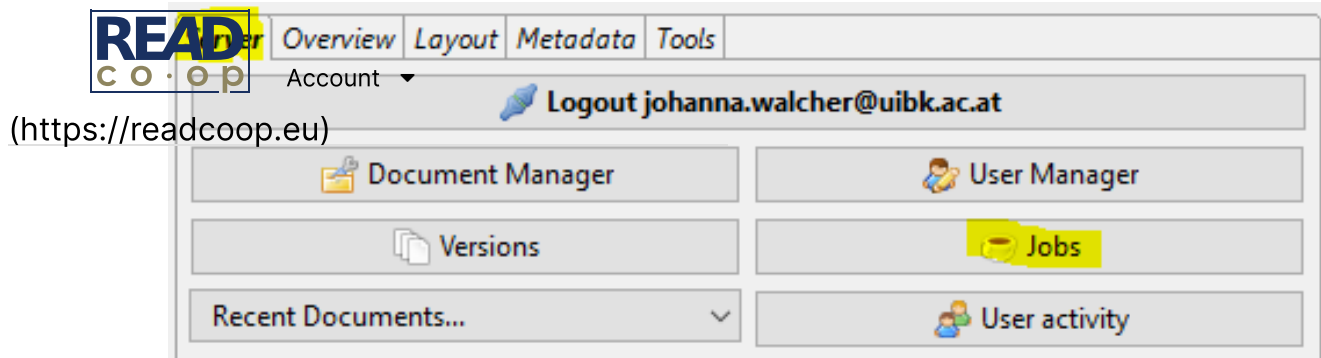 READ
co·op
Server Overview Layout Metadata Tools
Account
Logout johanna.walcher@uibk.ac.at
(https://readcoop.eu)
Document Manager User Manager
Versions Jobs
Recent Documents... User activity